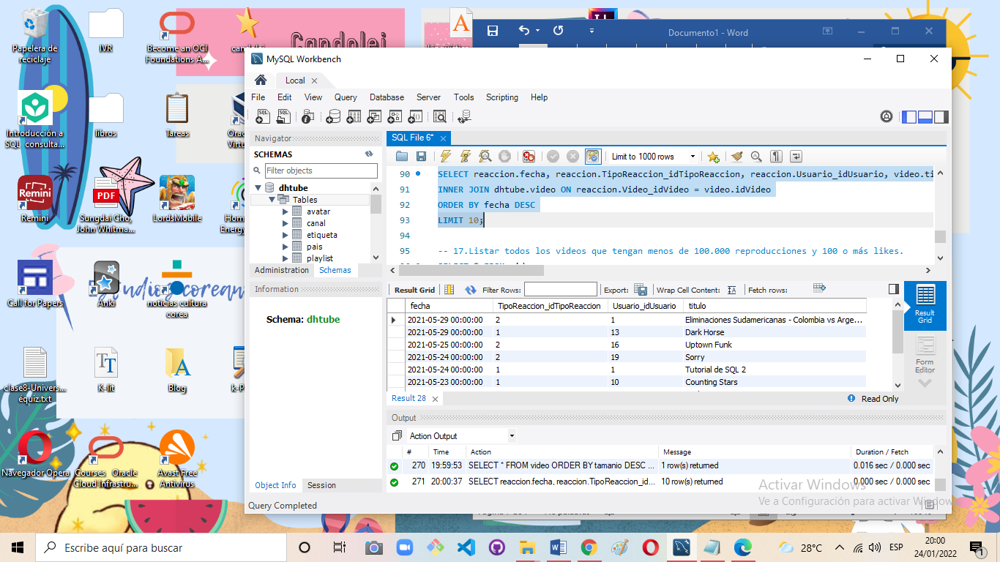 Papelera de reciclaje
IVR
Become an OCI Foundations A...
candolei
Candolei
Documento1 - Word
Introducción a SQL_consulta...
libros
Tareas
Remini
PDF
Sungdai Cho, John Whitma...
LordsMobile
Call for Papers
Anki
noticias cultura corea
clase8-Univers... équiz.txt
K-lit
Blog
Navegador Opera
Courses _ Oracle Cloud Infrastru...
Avast Free Antivirus
MySQL Workbench
Local
File Edit View Query Database Server Tools Scripting Help
Navigator
SCHEMAS
Filter objects
dhtube
Tables
avatar
canal
etiqueta
pais
playlist
Administration Schemas
Information
Schema: dhtube
Object Info Session
Query Completed
SQL File 6*
Limit to 1000 rows
90 SELECT reaccion.fecha, reaccion.TipoReaccion_idTipoReaccion, reaccion.Usuario_idUsuario, video.ti
91 INNER JOIN dhtube.video ON reaccion.Video_idVideo = video.idVideo
92 ORDER BY fecha DESC
93 LIMIT 10;
94
95 -- 17.Listar todos los videos que tengan menos de 100.000 reproducciones y 100 o más likes.
Result Grid Filter Rows: Export: Wrap Cell Content: Fetch rows:
fecha TipoReaccion_idTipoReaccion Usuario_idUsuario titulo
2021-05-29 00:00:00 2 1 Eliminaciones Sudamericanas - Colombia vs Arge...
2021-05-29 00:00:00 1 13 Dark Horse
2021-05-25 00:00:00 2 16 Uptown Funk
2021-05-24 00:00:00 2 19 Sorry
2021-05-24 00:00:00 1 1 Tutorial de SQL 2
2021-05-23 00:00:00 1 10 Counting Stars
Result Grid
Form Editor
Result 28
Read Only
Output
Action Output
# Time Action Message Duration / Fetch
270 19:59:53 SELECT * FROM video ORDER BY tamanio DESC ... 1 row(s) returned 0.016 sec / 0.000 sec
271 20:00:37 SELECT reaccion.fecha, reaccion.TipoReaccion_id... 10 row(s) returned 0.000 sec / 0.000 sec
Activar Windows
Ve a Configuración para activar Window
Escribe aquí para buscar
28°C
ESP
20:00
24/01/2022
1